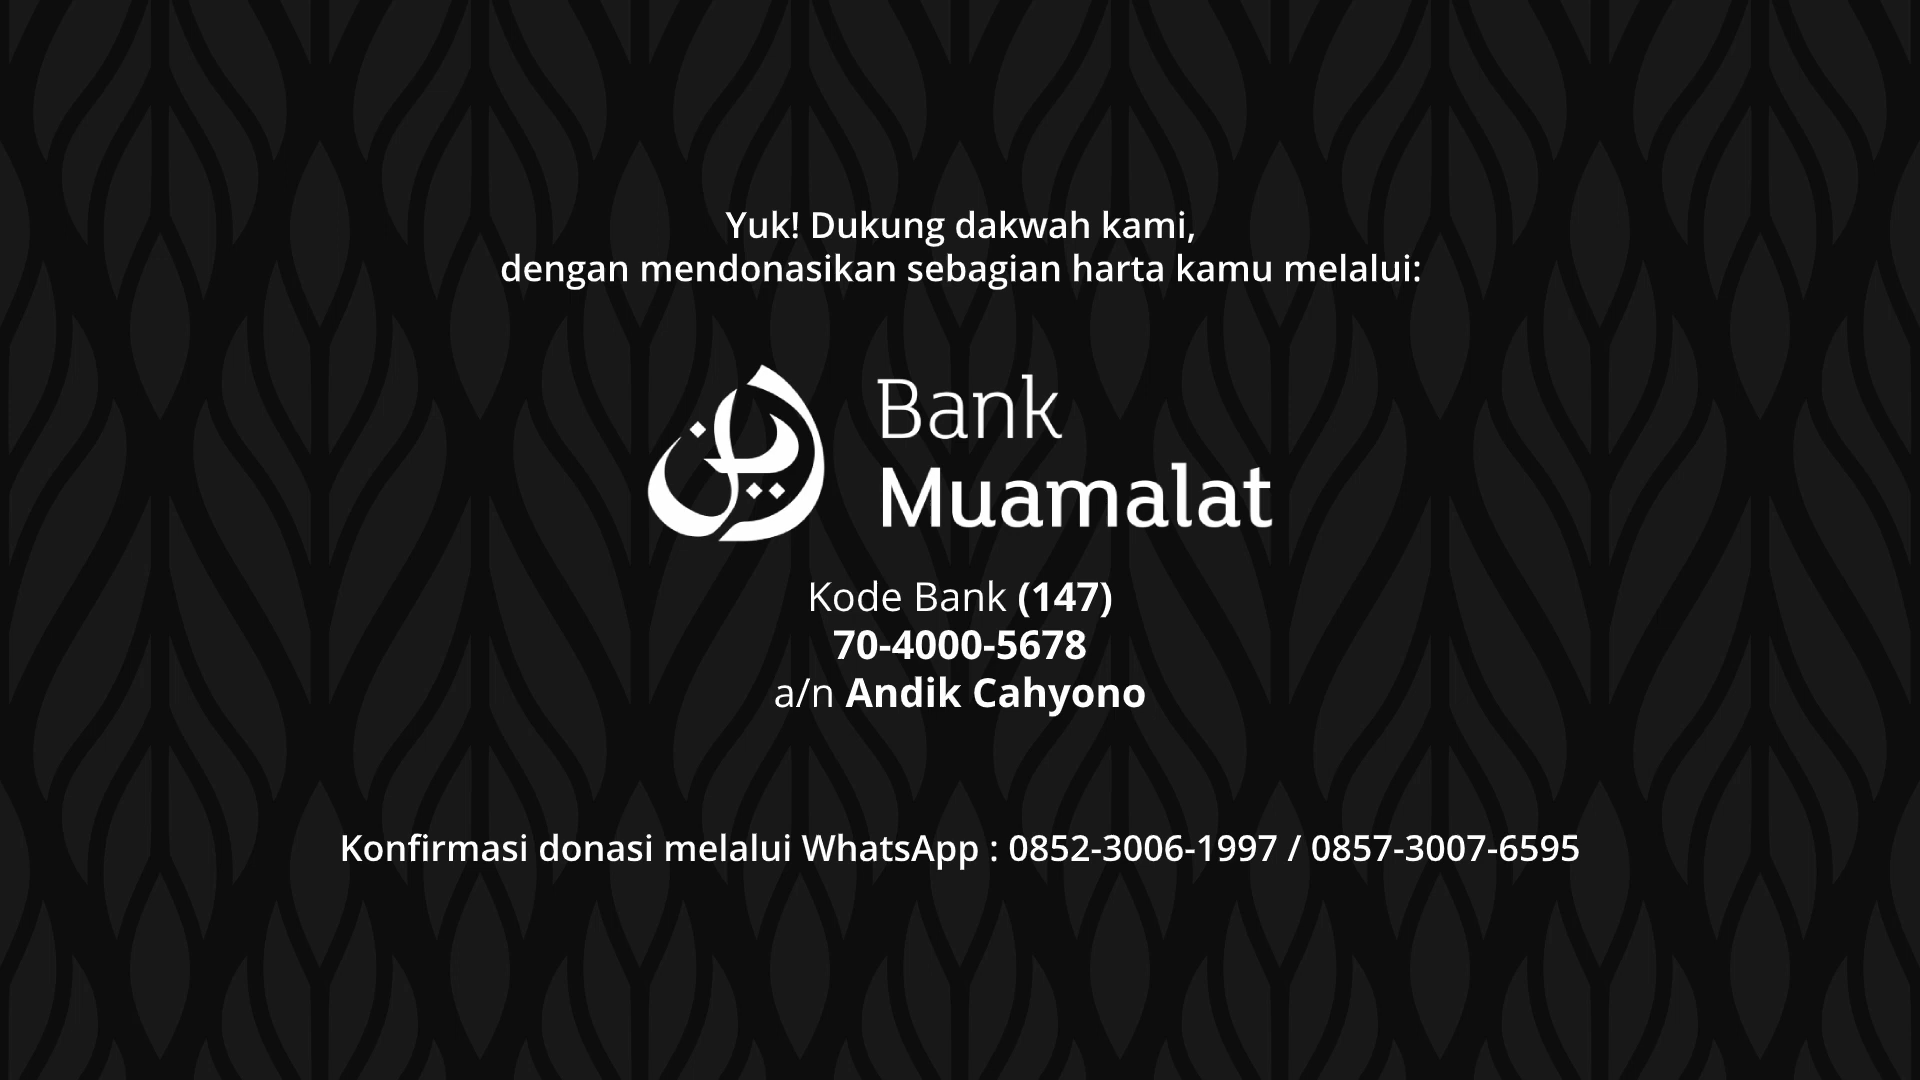 Yuk! Dukung dakwah kami,
dengan mendonasikan sebagian harta kamu melalui:
Bank
Muamalat
Kode Bank (147)
70-4000-5678
a/n Andik Cahyono
Konfirmasi donasi melalui WhatsApp : 0852-3006-1997 / 0857-3007-6595